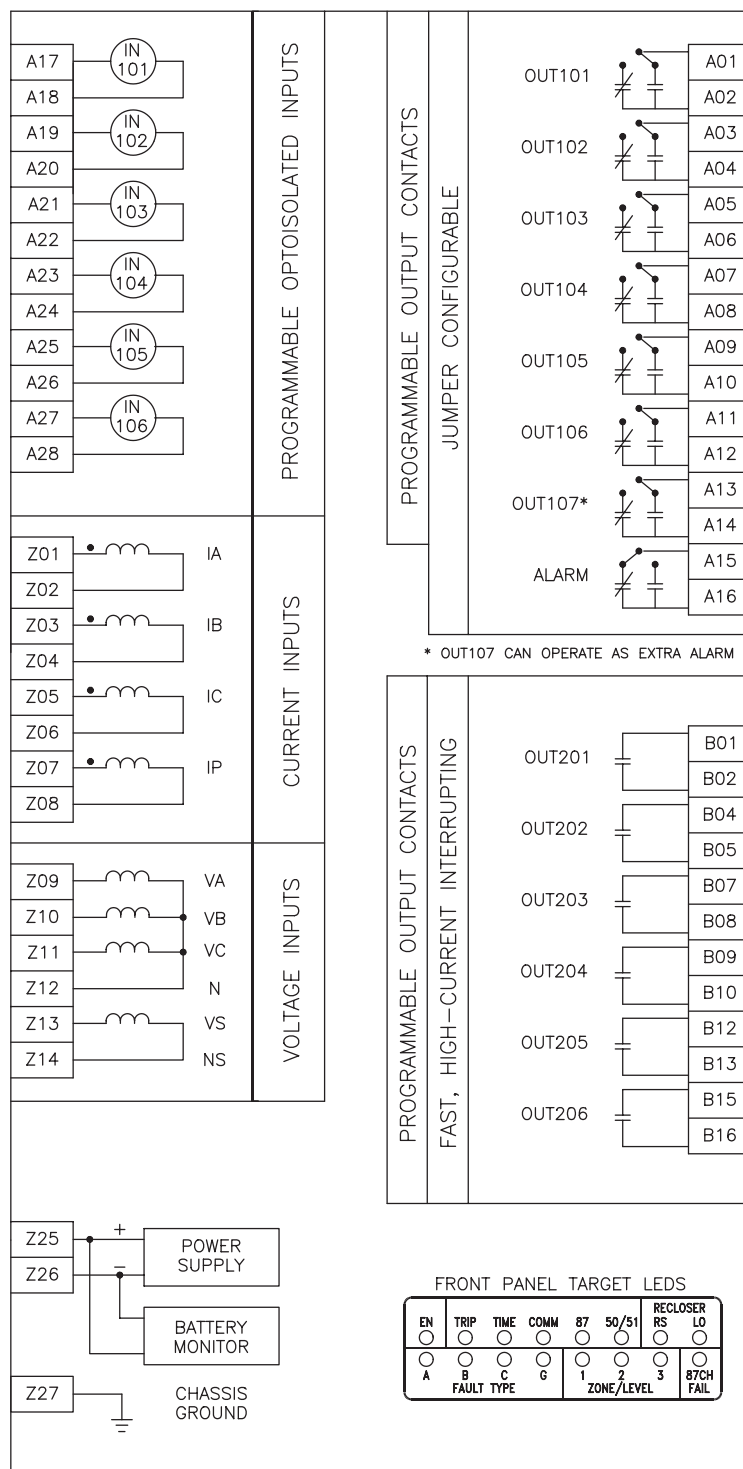 A17
IN
101
A18
A19
IN
102
A20
A21
IN
103
A22
A23
IN
104
A24
A25
IN
105
A26
A27
IN
106
A28
PROGRAMMABLE OPTOISOLATED INPUTS
Z01
IA
Z02
Z03
IB
Z04
Z05
IC
Z06
Z07
IP
Z08
CURRENT INPUTS
Z09
VA
Z10
VB
Z11
VC
Z12
N
Z13
VS
Z14
NS
VOLTAGE INPUTS
Z25
+
Z26
−
POWER
SUPPLY
BATTERY
MONITOR
Z27
CHASSIS
GROUND
PROGRAMMABLE OUTPUT CONTACTS
JUMPER CONFIGURABLE
OUT101
A01
A02
OUT102
A03
A04
OUT103
A05
A06
OUT104
A07
A08
OUT105
A09
A10
OUT106
A11
A12
OUT107*
A13
A14
ALARM
A15
A16
* OUT107 CAN OPERATE AS EXTRA ALARM
PROGRAMMABLE OUTPUT CONTACTS
FAST, HIGH-CURRENT INTERRUPTING
OUT201
B01
B02
OUT202
B04
B05
OUT203
B07
B08
OUT204
B09
B10
OUT205
B12
B13
OUT206
B15
B16
FRONT PANEL TARGET LEDS
RECLOSER
EN TRIP TIME COMM 87 50/51 RS LO
A B C G 1 2 3 87CH
FAULT TYPE ZONE/LEVEL FAIL